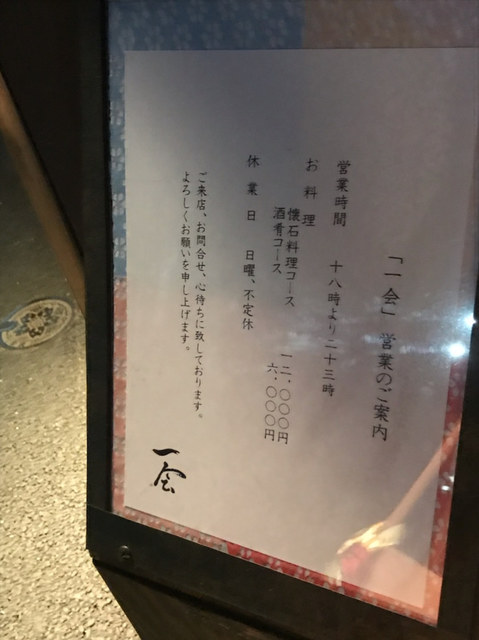 「一会」 営業のご案内
営業時間 十八時より二十三時
お料理
懐石料理コース 一二、〇〇〇円
酒肴コース 六、〇〇〇円
休業日 日曜、不定休
ご来店、お問合せ、心待ちに致しております。
よろしくお願いを申し上げます。
一会